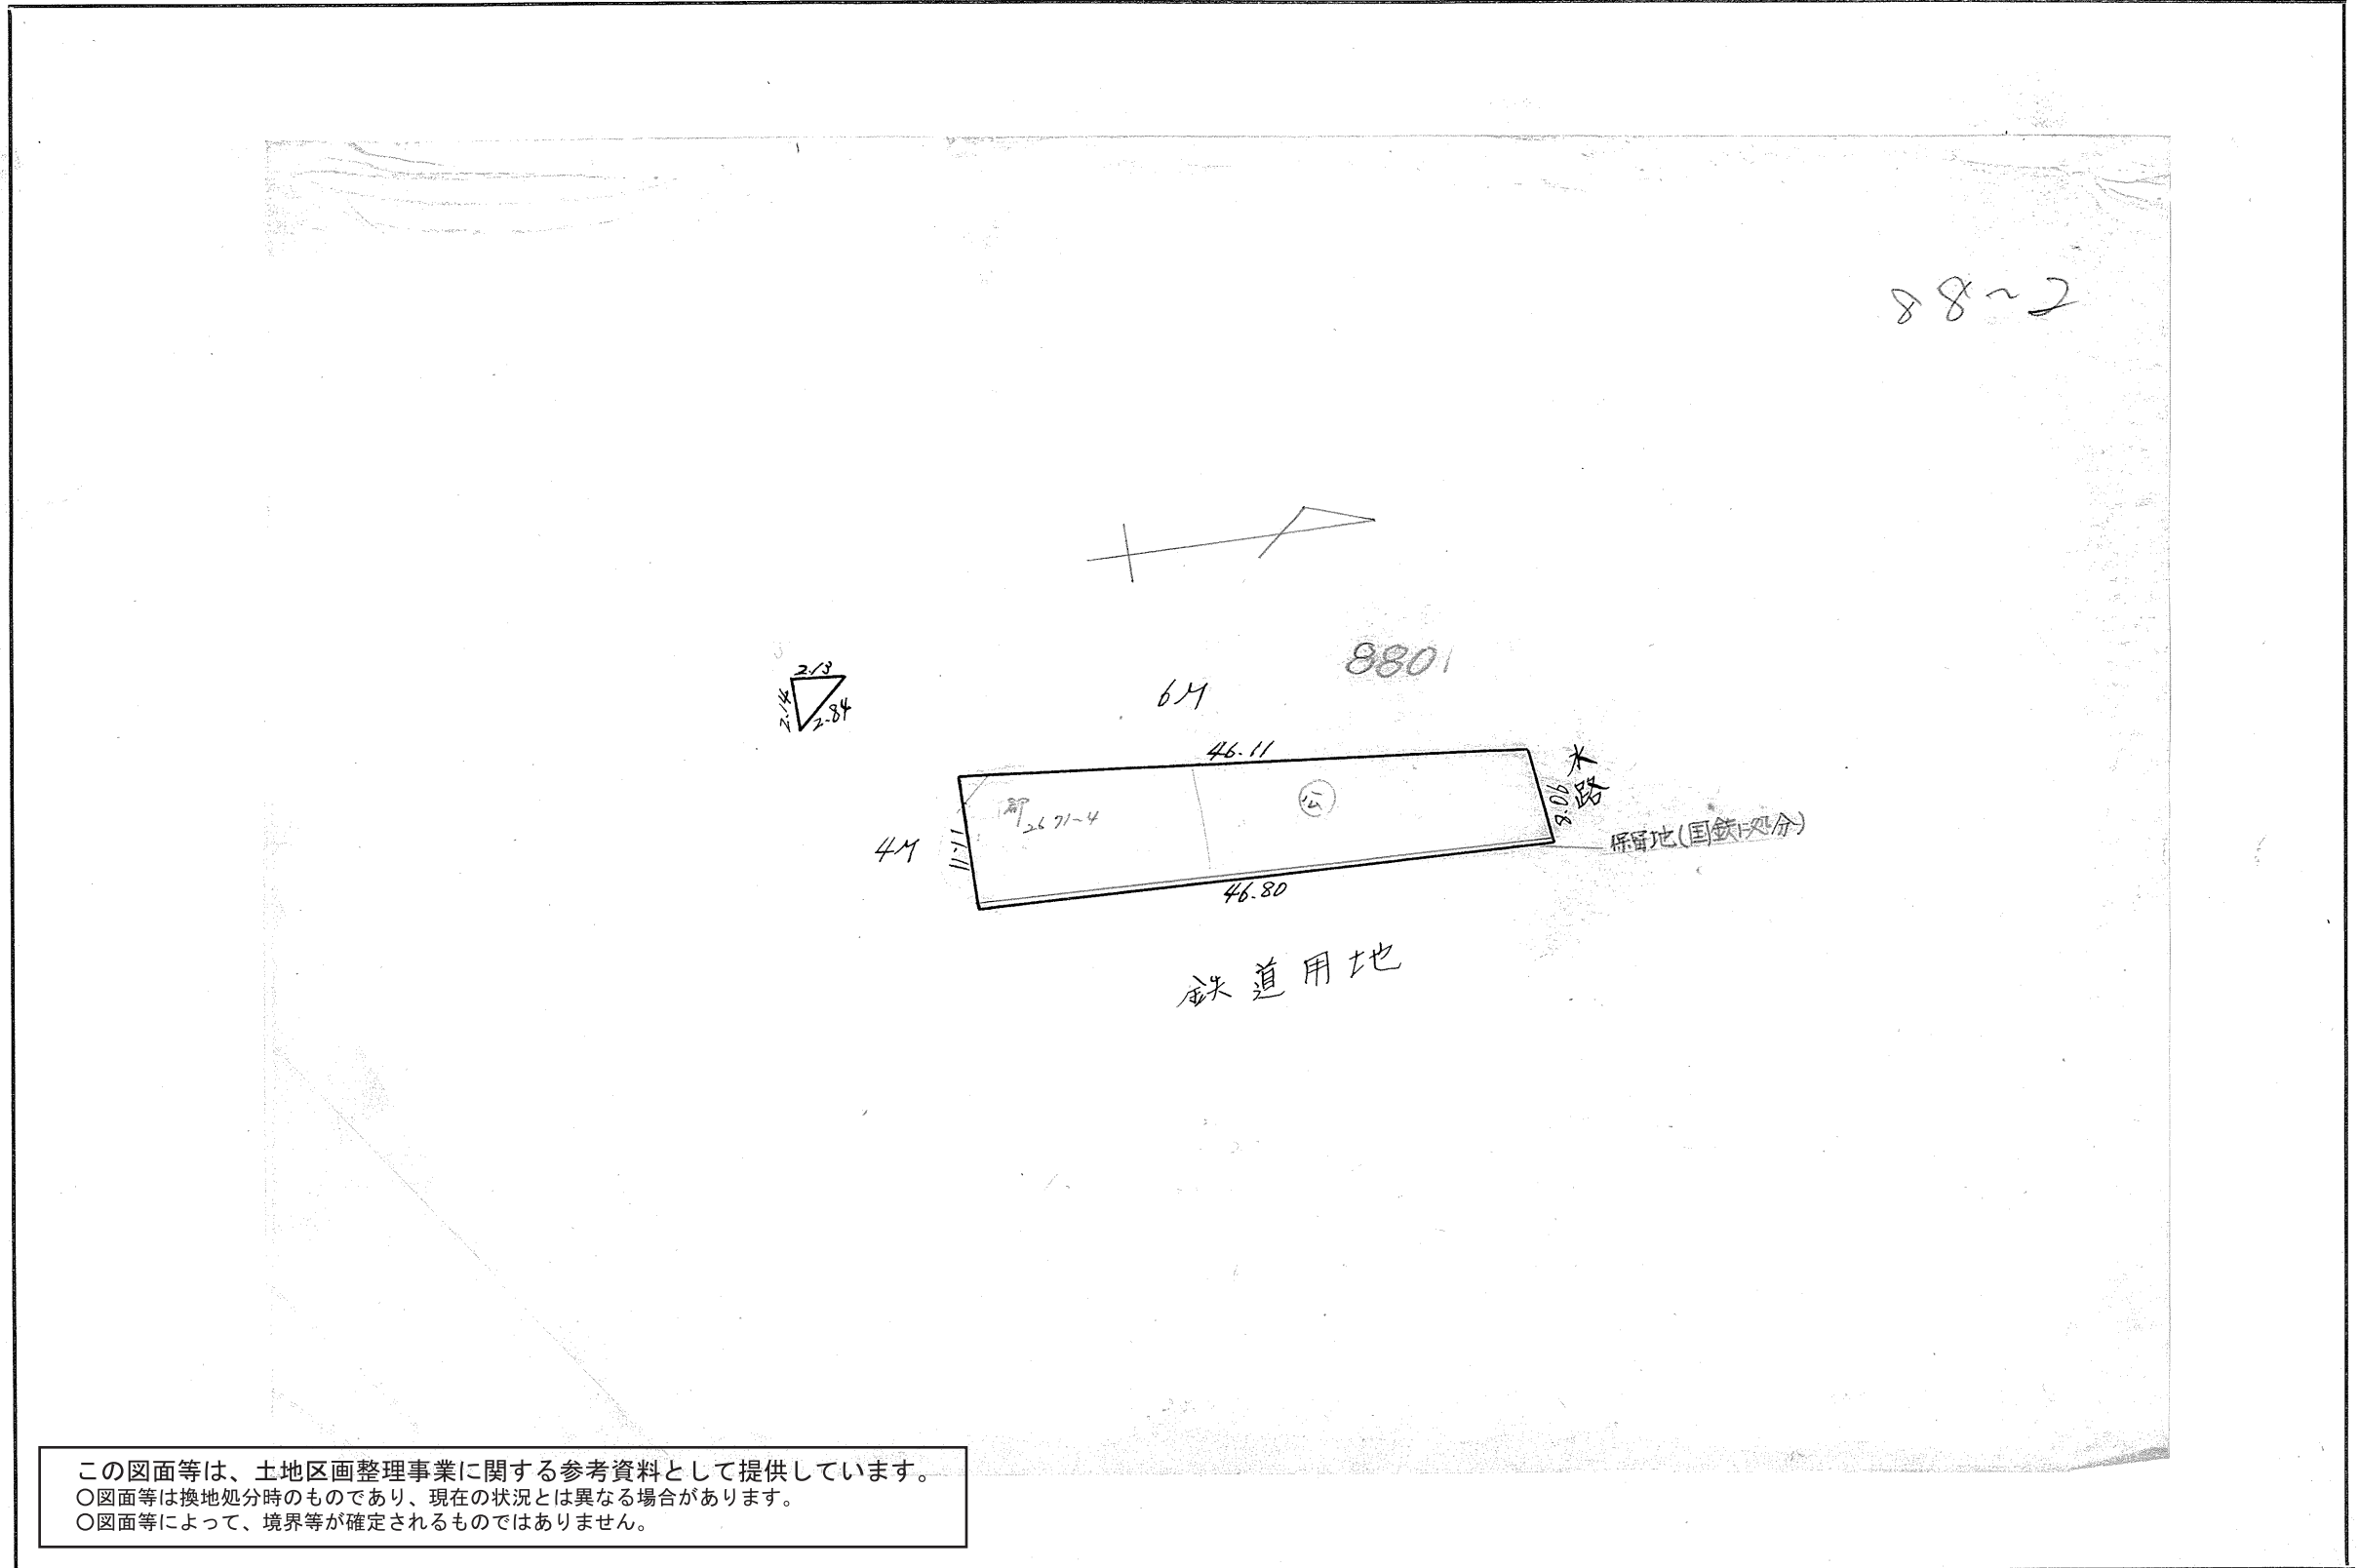 88~2
8801
2.13
2.14
2.84
6M
46.11
水路
8.06
公
2671-4
4M
11.11
保留地(国鉄に処分)
46.80
鉄道用地
この図面等は、土地区画整理事業に関する参考資料として提供しています。
○図面等は換地処分時のものであり、現在の状況とは異なる場合があります。
○図面等によって、境界等が確定されるものではありません。